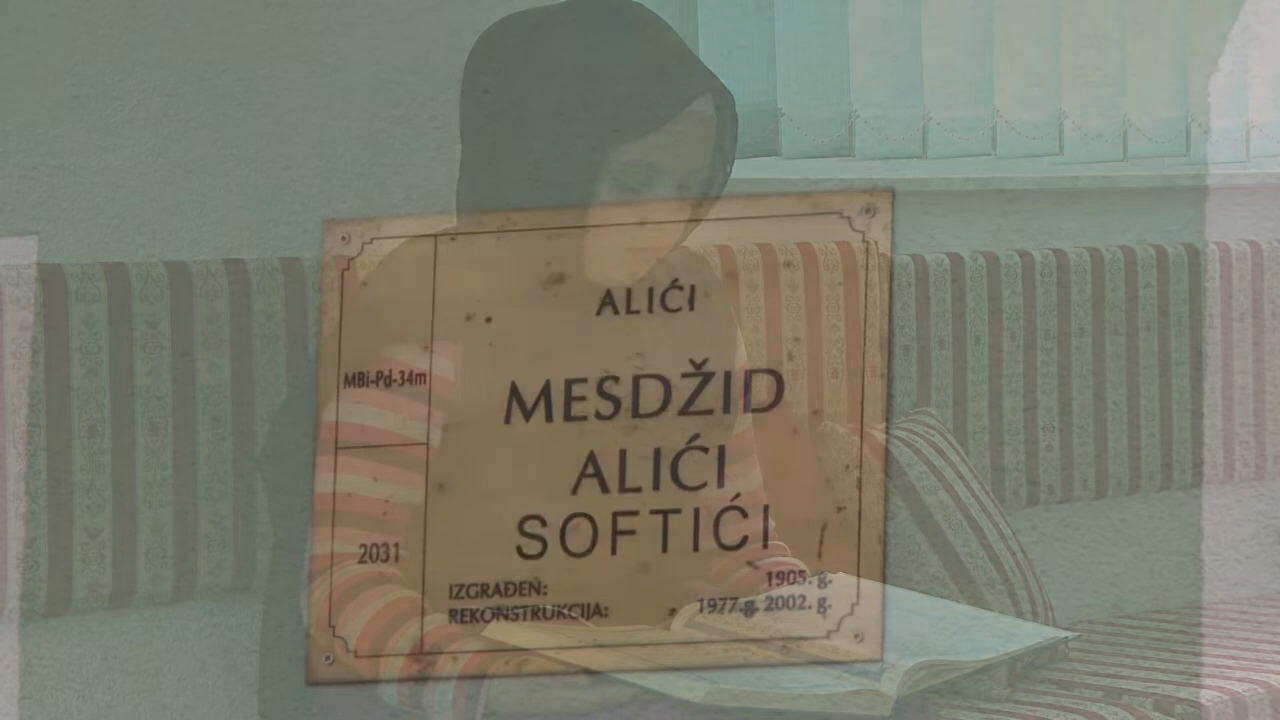 ALIĆI
MBi-Pd-34m
MESDŽID
ALIĆI
SOFTIĆI
2031
IZGRAĐEN: 1905. g.
REKONSTRUKCIJA: 1977.g. 2002. g.